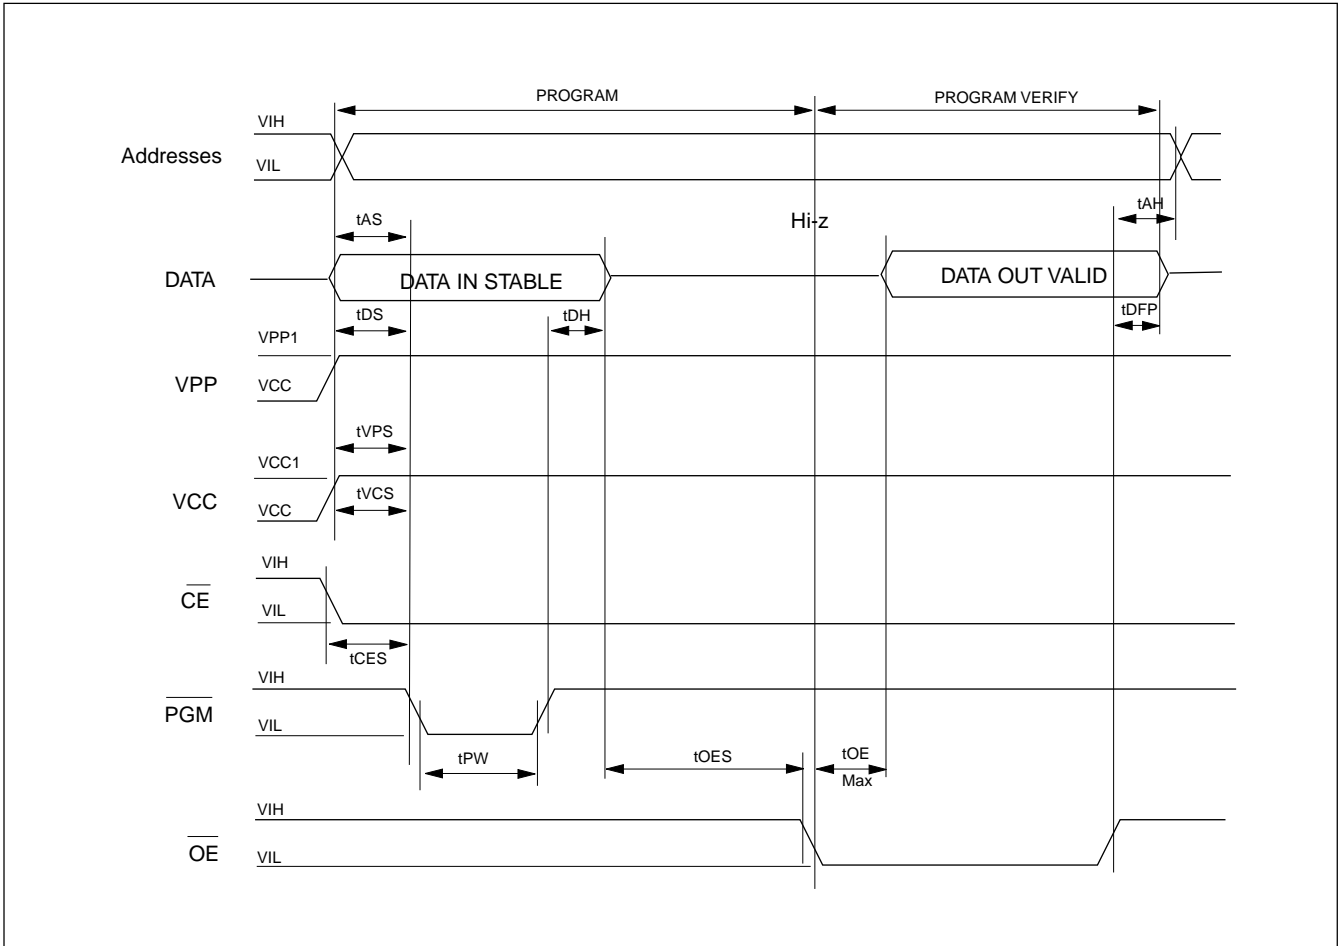 PROGRAM
PROGRAM VERIFY
VIH
Addresses
VIL
tAS
Hi-z
tAH
DATA
DATA IN STABLE
DATA OUT VALID
tDS
tDH
tDFP
VPP1
VPP
VCC
tVPS
VCC1
VCC
tVCS
VCC
VIH
CE
VIL
tCES
VIH
PGM
VIL
tPW
tOES
tOE
Max
VIH
OE
VIL